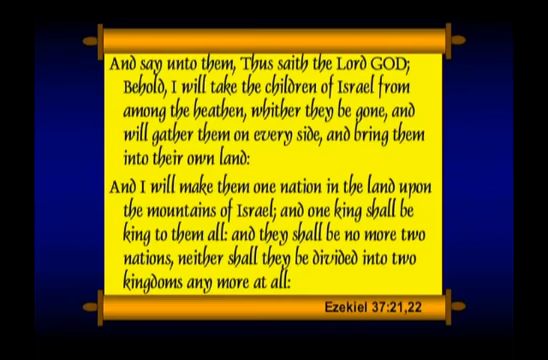 And say unto them, Thus saith the Lord GOD;
Behold, I will take the children of Israel from
among the heathen, whither they be gone, and
will gather them on every side, and bring them
into their own land:
And I will make them one nation in the land upon
the mountains of Israel; and one king shall be
king to them all: and they shall be no more two
nations, neither shall they be divided into two
kingdoms any more at all:
Ezekiel 37:21,22